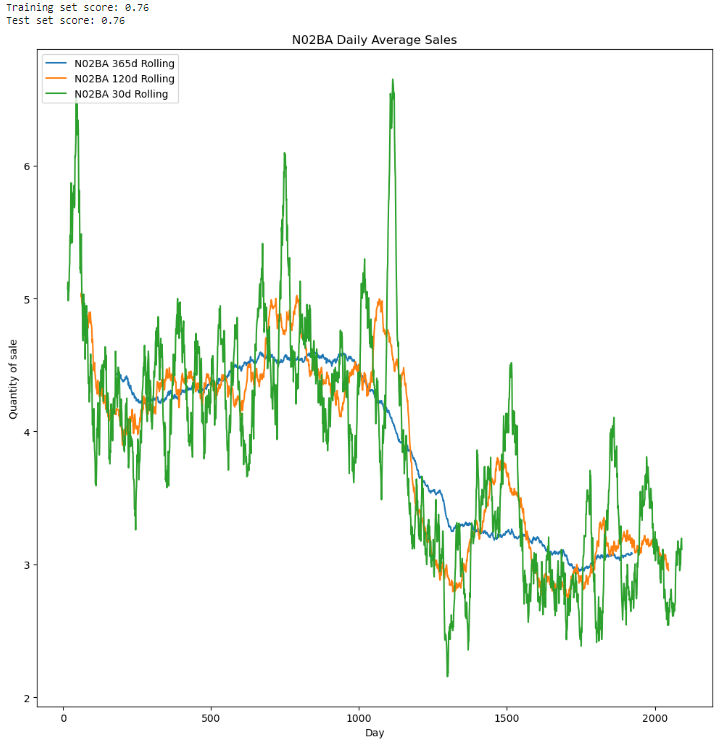 Training set score: 0.76
Test set score: 0.76
N02BA Daily Average Sales
N02BA 365d Rolling
N02BA 120d Rolling
N02BA 30d Rolling
6
5
4
3
2
Quantity of sale
0 500 1000 1500 2000
Day